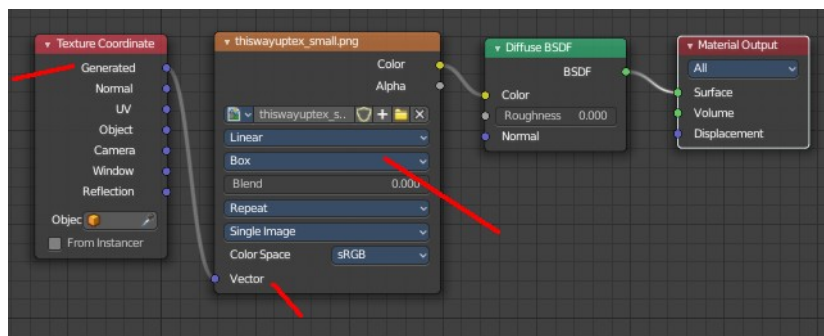 Texture Coordinate
Generated
Normal
UV
Object
Camera
Window
Reflection
Objec
From Instancer
thiswayuptex_small.png
Color
Alpha
thiswayuptex_s..
Linear
Box
Blend 0.000
Repeat
Single Image
Color Space sRGB
Vector
Diffuse BSDF
BSDF
Color
Roughness 0.000
Normal
Material Output
All
Surface
Volume
Displacement